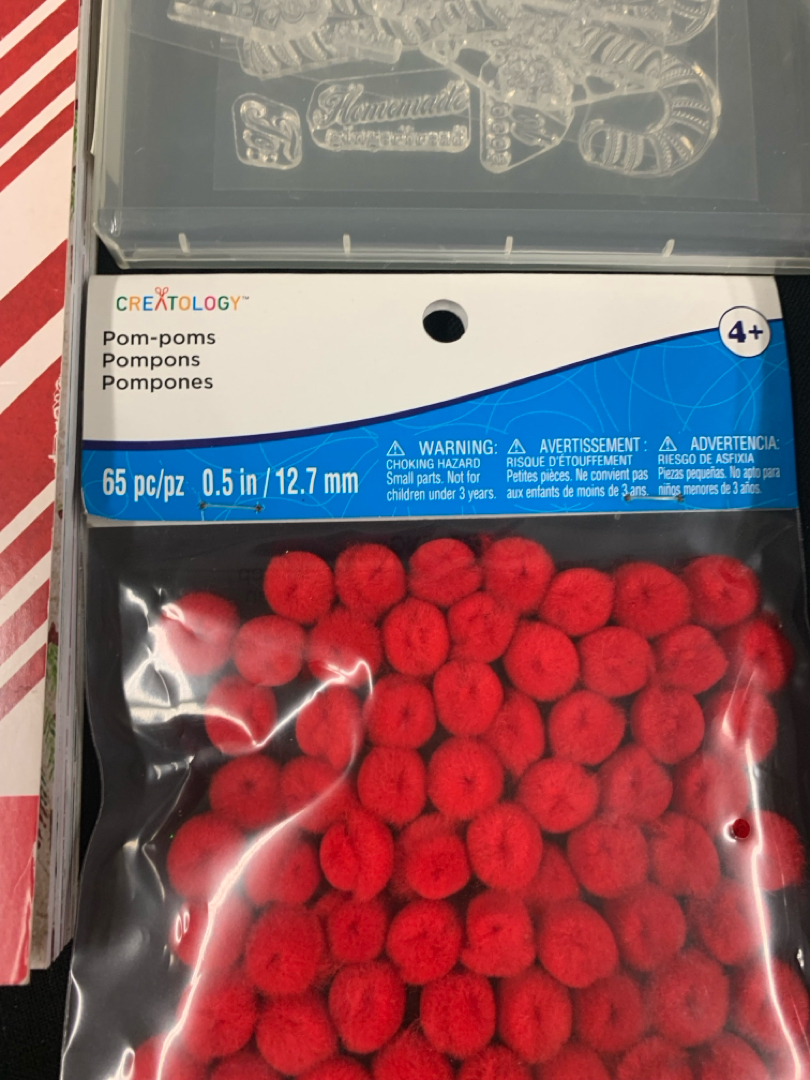 To:
Homemade
gingerbread
CREATOLOGY™
Pom-poms
Pompons
Pompones
4+
65 pc/pz 0.5 in / 12.7 mm
⚠ WARNING:
CHOKING HAZARD
Small parts. Not for
children under 3 years.
⚠ AVERTISSEMENT :
RISQUE D'ÉTOUFFEMENT
Petites pièces. Ne convient pas
aux enfants de moins de 3 ans.
⚠ ADVERTENCIA:
RIESGO DE ASFIXIA
Piezas pequeñas. No apto para
niños menores de 3 años.